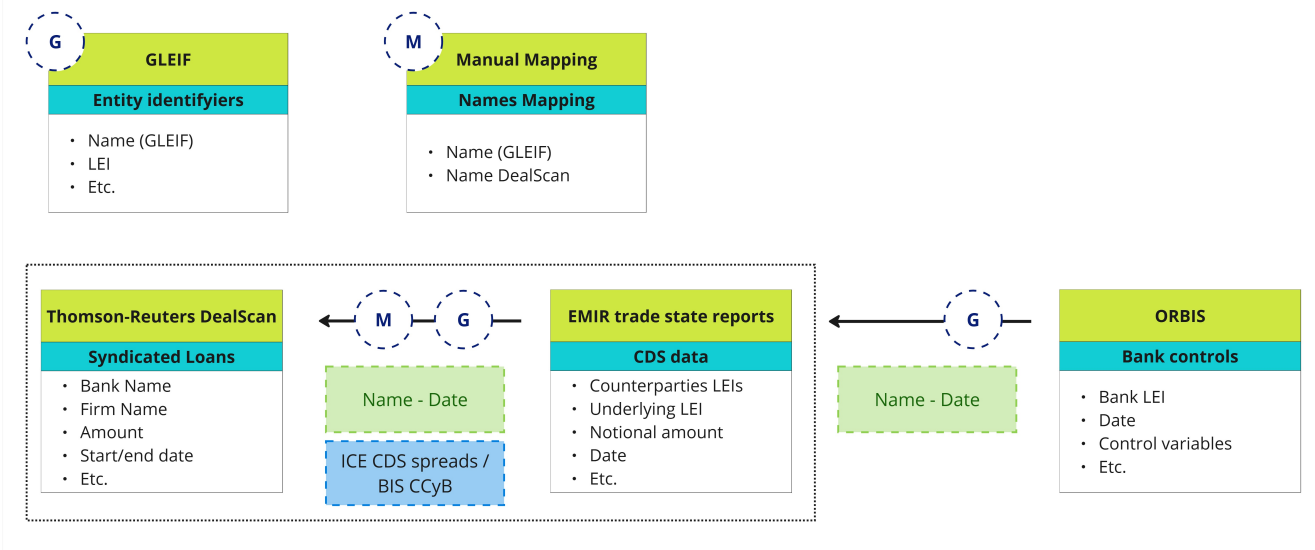 G
GLEIF
Entity identifyiers
• Name (GLEIF)
• LEI
• Etc.
M
Manual Mapping
Names Mapping
• Name (GLEIF)
• Name DealScan
Thomson-Reuters DealScan
Syndicated Loans
• Bank Name
• Firm Name
• Amount
• Start/end date
• Etc.
M
G
Name - Date
ICE CDS spreads /
BIS CCyB
EMIR trade state reports
CDS data
• Counterparties LEIs
• Underlying LEI
• Notional amount
• Date
• Etc.
G
Name - Date
ORBIS
Bank controls
• Bank LEI
• Date
• Control variables
• Etc.